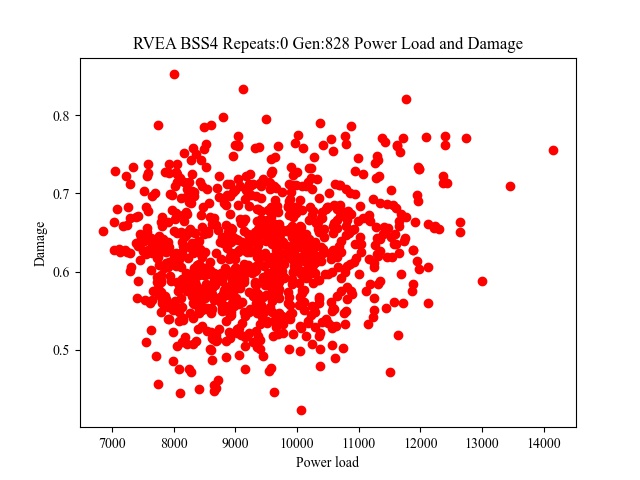 RVEA BSS4 Repeats:0 Gen:828 Power Load and Damage
0.8
0.7
0.6
0.5
Damage
7000 8000 9000 10000 11000 12000 13000 14000
Power load